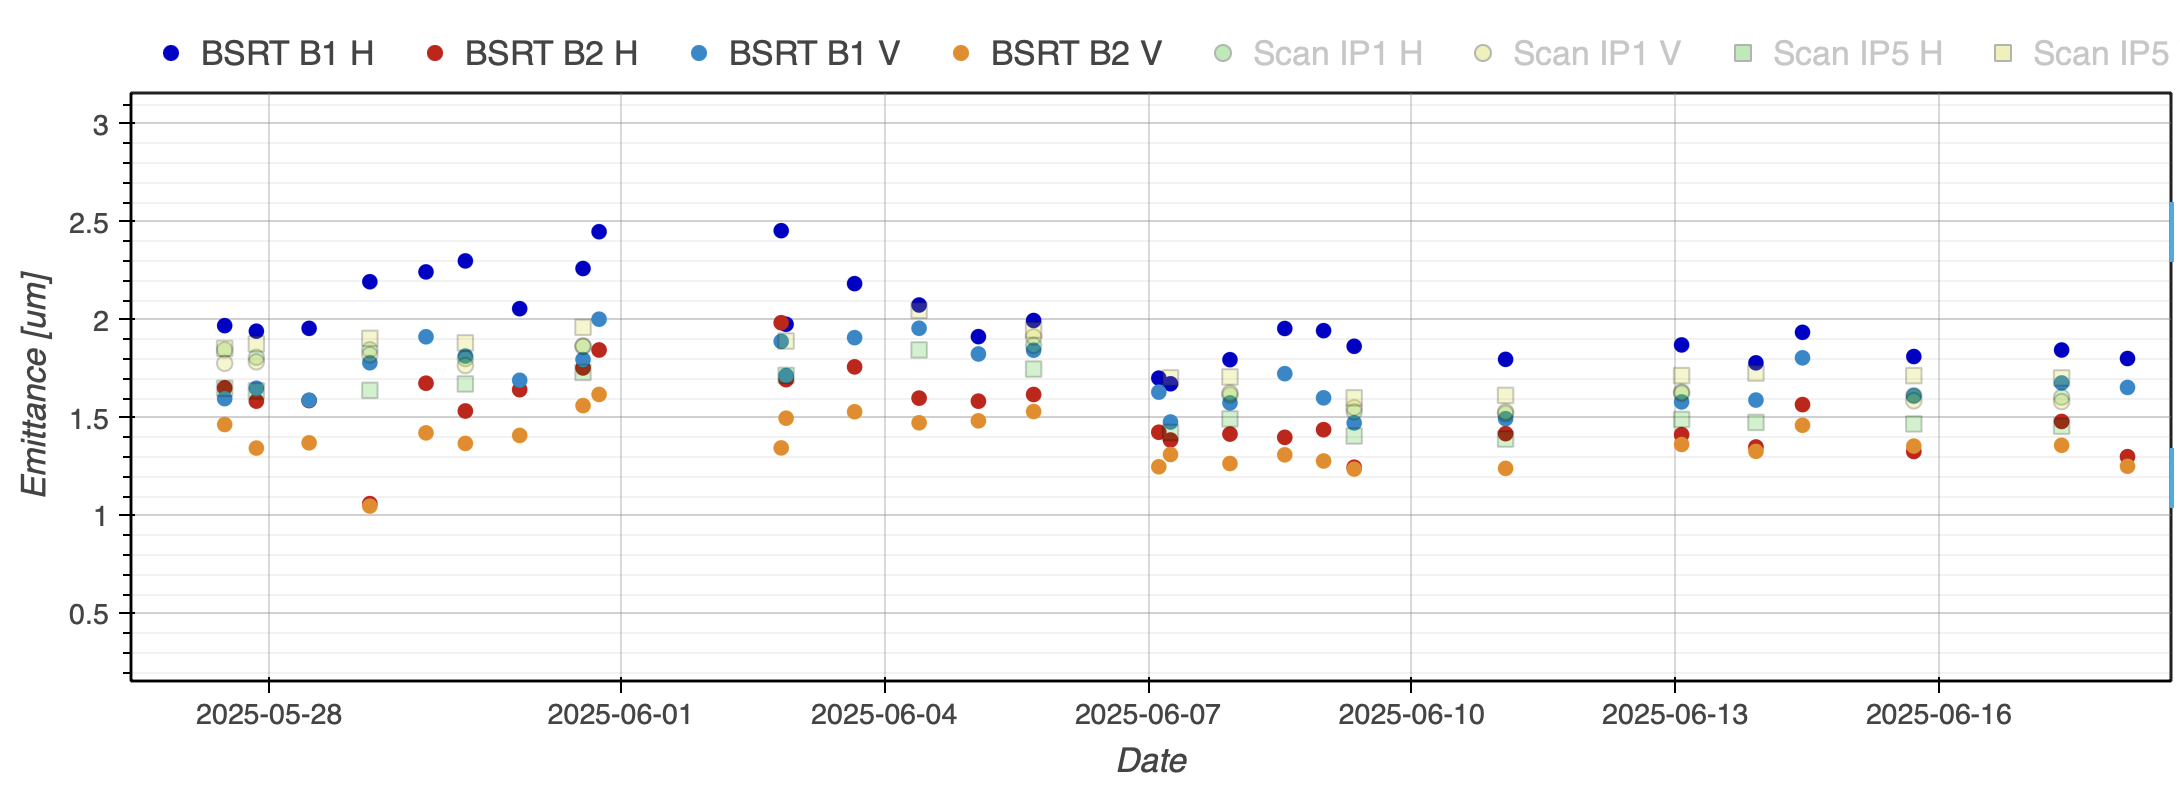 BSRT B1 H BSRT B2 H BSRT B1 V BSRT B2 V Scan IP1 H Scan IP1 V Scan IP5 H Scan IP5
3
2.5
2
1.5
1
0.5
Emittance [um]
2025-05-28 2025-06-01 2025-06-04 2025-06-07 2025-06-10 2025-06-13 2025-06-16
Date